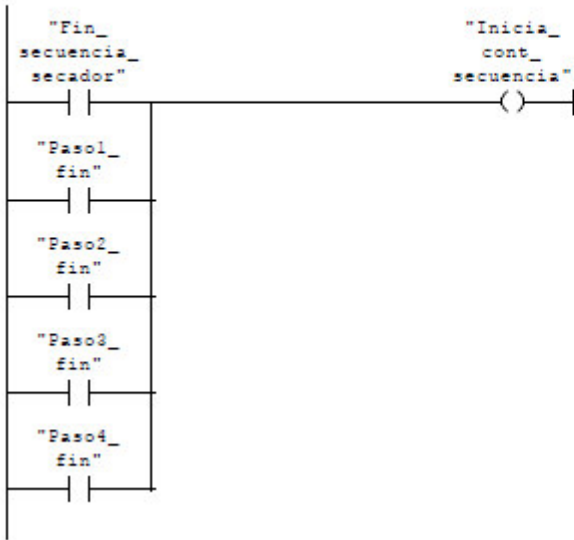 "Fin_
secuencia_
secador"
"Inicia_
cont_
secuencia"
"Paso1_
fin"
"Paso2_
fin"
"Paso3_
fin"
"Paso4_
fin"